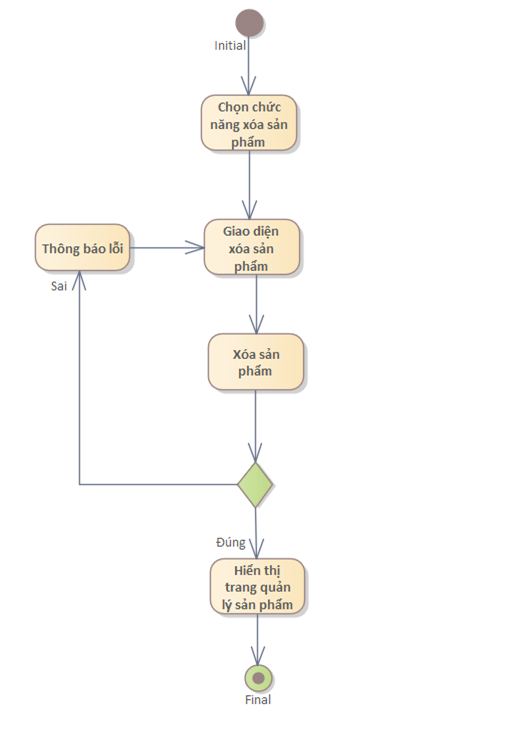 Initial
Chọn chức
năng xóa sản
phẩm
Giao diện
xóa sản
phẩm
Thông báo lỗi
Sai
Xóa sản
phẩm
Đúng
Hiển thị
trang quản
lý sản phẩm
Final